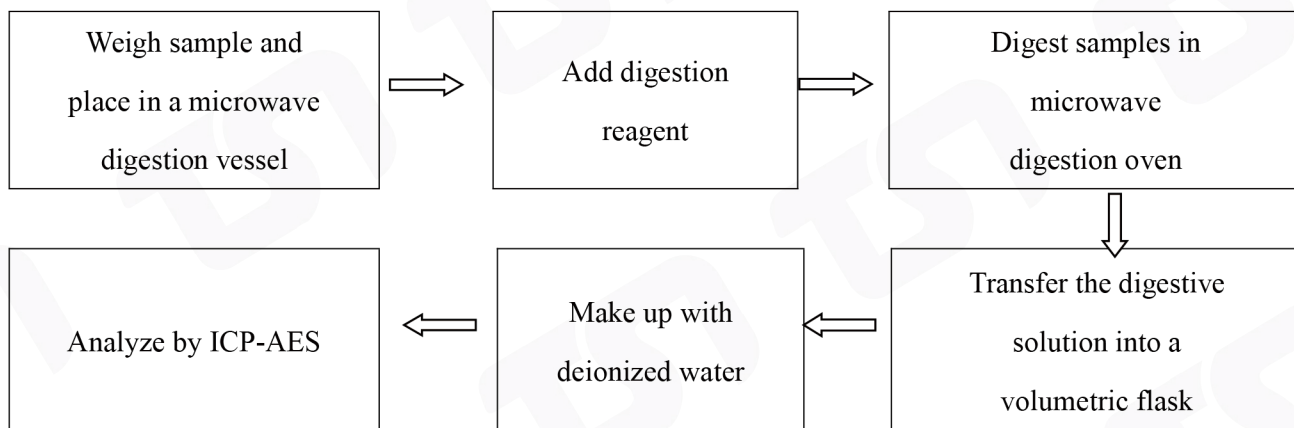 Weigh sample and
place in a microwave
digestion vessel
Add digestion
reagent
Digest samples in
microwave
digestion oven
Transfer the digestive
solution into a
volumetric flask
Make up with
deionized water
Analyze by ICP-AES